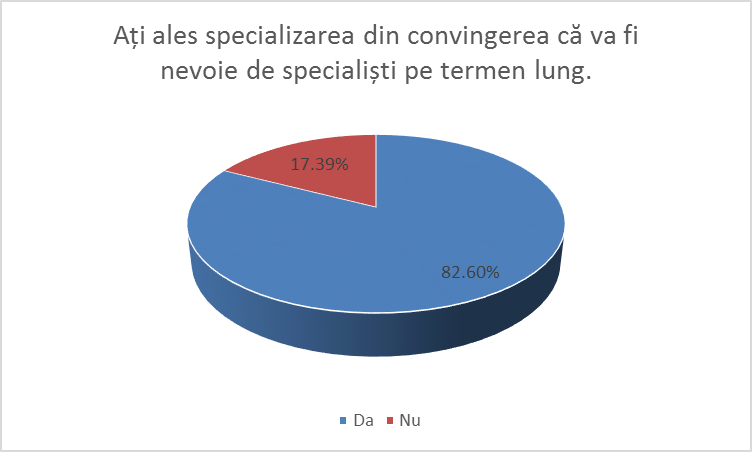 Ați ales specializarea din convingerea că va fi
nevoie de specialiști pe termen lung.
17.39%
82.60%
Da Nu